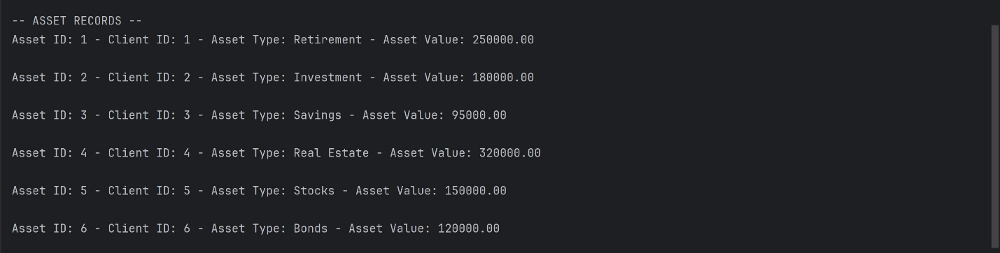 -- ASSET RECORDS --
Asset ID: 1 - Client ID: 1 - Asset Type: Retirement - Asset Value: 250000.00
Asset ID: 2 - Client ID: 2 - Asset Type: Investment - Asset Value: 180000.00
Asset ID: 3 - Client ID: 3 - Asset Type: Savings - Asset Value: 95000.00
Asset ID: 4 - Client ID: 4 - Asset Type: Real Estate - Asset Value: 320000.00
Asset ID: 5 - Client ID: 5 - Asset Type: Stocks - Asset Value: 150000.00
Asset ID: 6 - Client ID: 6 - Asset Type: Bonds - Asset Value: 120000.00